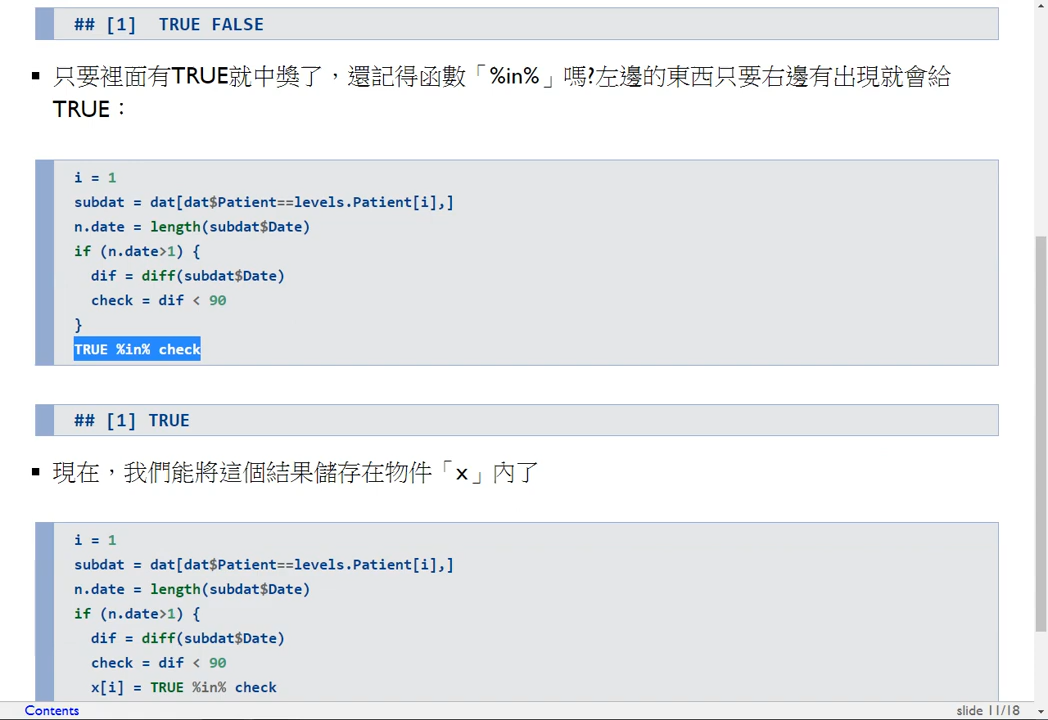 ## [1]  TRUE FALSE
▪ 只要裡面有TRUE就中獎了，還記得函數「%in%」嗎?左邊的東西只要右邊有出現就會給
TRUE：
i = 1
subdat = dat[dat$Patient==levels.Patient[i],]
n.date = length(subdat$Date)
if (n.date>1) {
  dif = diff(subdat$Date)
  check = dif < 90
}
TRUE %in% check
## [1] TRUE
▪ 現在，我們能將這個結果儲存在物件「x」內了
i = 1
subdat = dat[dat$Patient==levels.Patient[i],]
n.date = length(subdat$Date)
if (n.date>1) {
  dif = diff(subdat$Date)
  check = dif < 90
  x[i] = TRUE %in% check
Contents
slide 11/18